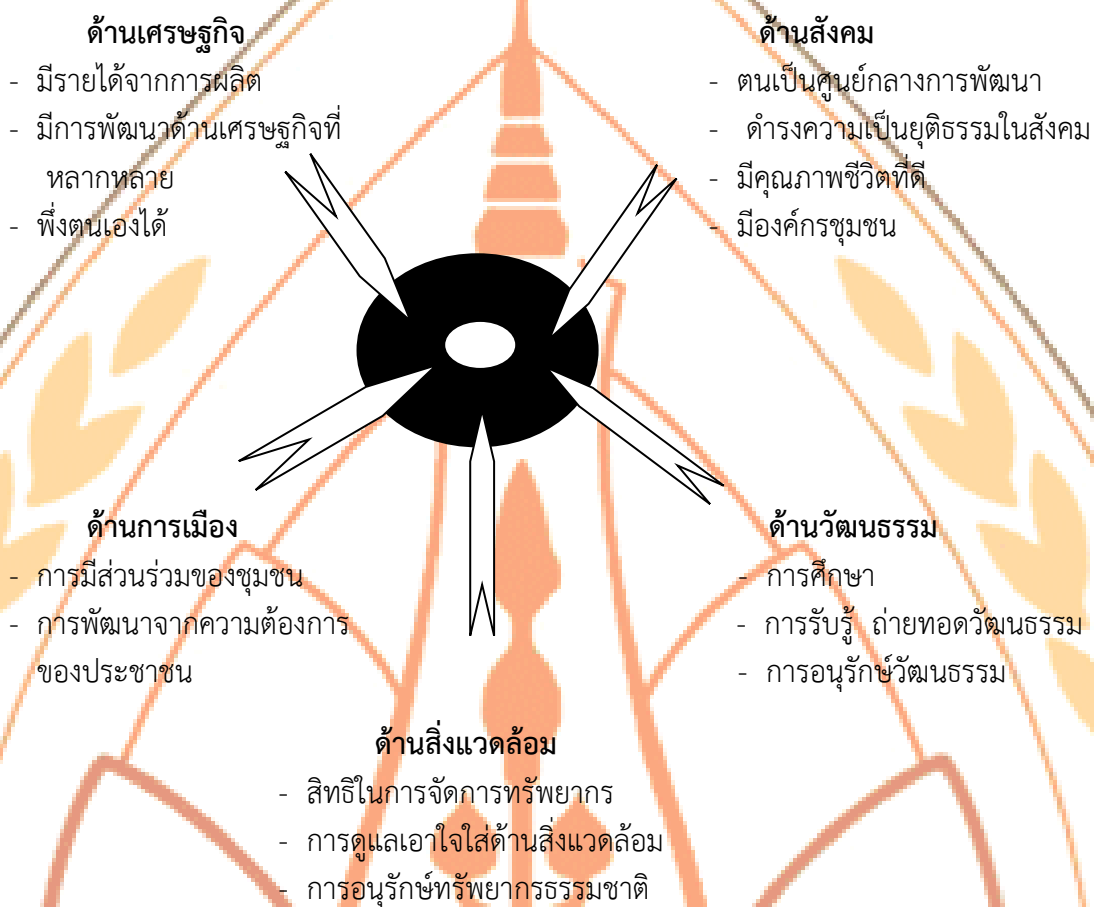 ด้านเศรษฐกิจ
- มีรายได้จากการผลิต
- มีการพัฒนาด้านเศรษฐกิจที่
หลากหลาย
- พึ่งตนเองได้
ด้านสังคม
- ตนเป็นศูนย์กลางการพัฒนา
- ดำรงความเป็นยุติธรรมในสังคม
- มีคุณภาพชีวิตที่ดี
- มีองค์กรชุมชน
ด้านการเมือง
- การมีส่วนร่วมของชุมชน
- การพัฒนาจากความต้องการ
ของประชาชน
ด้านวัฒนธรรม
- การศึกษา
- การรับรู้ ถ่ายทอดวัฒนธรรม
- การอนุรักษ์วัฒนธรรม
ด้านสิ่งแวดล้อม
- สิทธิในการจัดการทรัพยากร
- การดูแลเอาใจใส่ด้านสิ่งแวดล้อม
- การอนุรักษ์ทรัพยากรธรรมชาติ